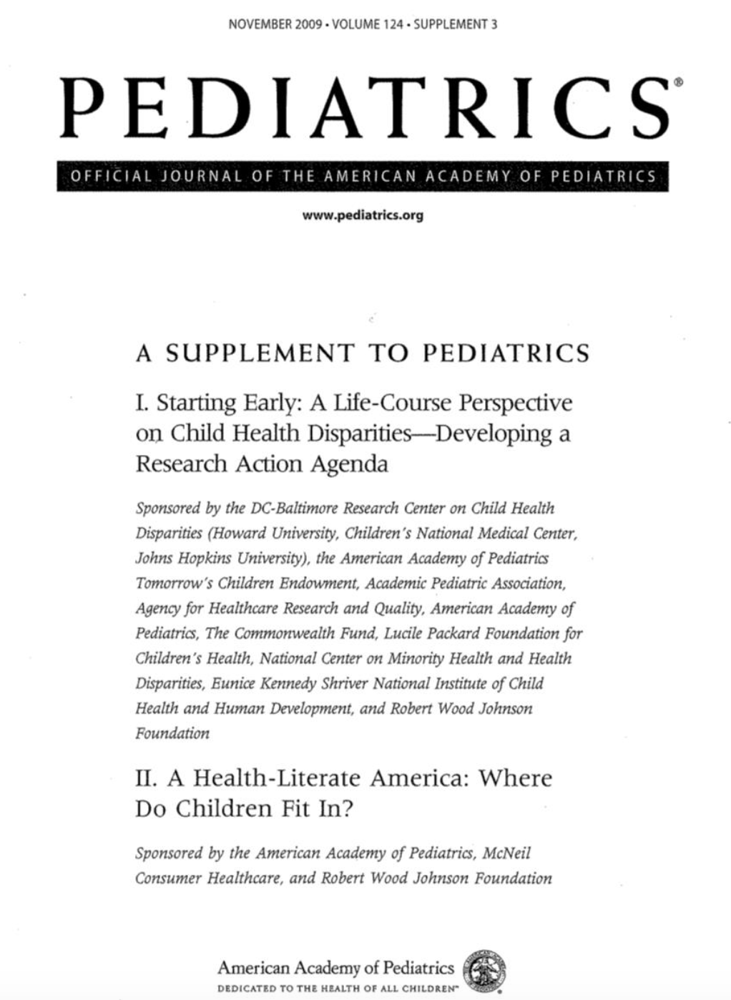 NOVEMBER 2009 • VOLUME 124 • SUPPLEMENT 3
PEDIATRICS®
OFFICIAL JOURNAL OF THE AMERICAN ACADEMY OF PEDIATRICS
www.pediatrics.org
A SUPPLEMENT TO PEDIATRICS
I. Starting Early: A Life-Course Perspective
on Child Health Disparities—Developing a
Research Action Agenda
Sponsored by the DC-Baltimore Research Center on Child Health
Disparities (Howard University, Children's National Medical Center,
Johns Hopkins University), the American Academy of Pediatrics
Tomorrow's Children Endowment, Academic Pediatric Association,
Agency for Healthcare Research and Quality, American Academy of
Pediatrics, The Commonwealth Fund, Lucile Packard Foundation for
Children's Health, National Center on Minority Health and Health
Disparities, Eunice Kennedy Shriver National Institute of Child
Health and Human Development, and Robert Wood Johnson
Foundation
II. A Health-Literate America: Where
Do Children Fit In?
Sponsored by the American Academy of Pediatrics, McNeil
Consumer Healthcare, and Robert Wood Johnson Foundation
American Academy of Pediatrics
DEDICATED TO THE HEALTH OF ALL CHILDREN™